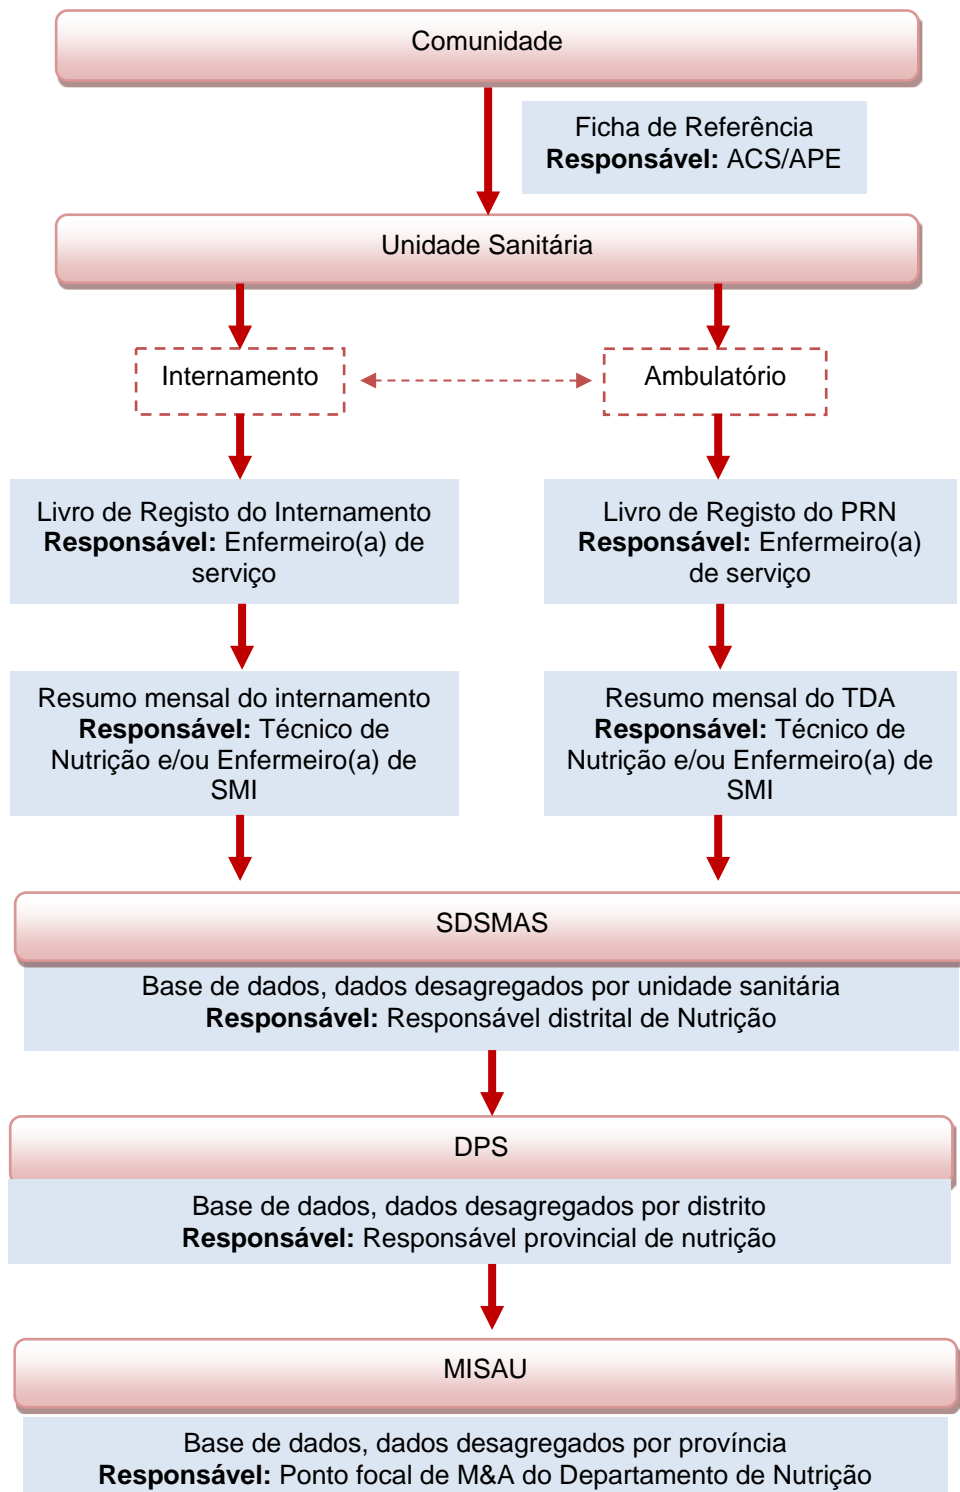 Comunidade
Ficha de Referência
Responsável: ACS/APE
Unidade Sanitária
Internamento
Ambulatório
Livro de Registo do Internamento
Responsável: Enfermeiro(a) de
serviço
Livro de Registo do PRN
Responsável: Enfermeiro(a)
de serviço
Resumo mensal do internamento
Responsável: Técnico de
Nutrição e/ou Enfermeiro(a) de
SMI
Resumo mensal do TDA
Responsável: Técnico de
Nutrição e/ou Enfermeiro(a) de
SMI
SDSMAS
Base de dados, dados desagregados por unidade sanitária
Responsável: Responsável distrital de Nutrição
DPS
Base de dados, dados desagregados por distrito
Responsável: Responsável provincial de nutrição
MISAU
Base de dados, dados desagregados por província
Responsável: Ponto focal de M&A do Departamento de Nutrição